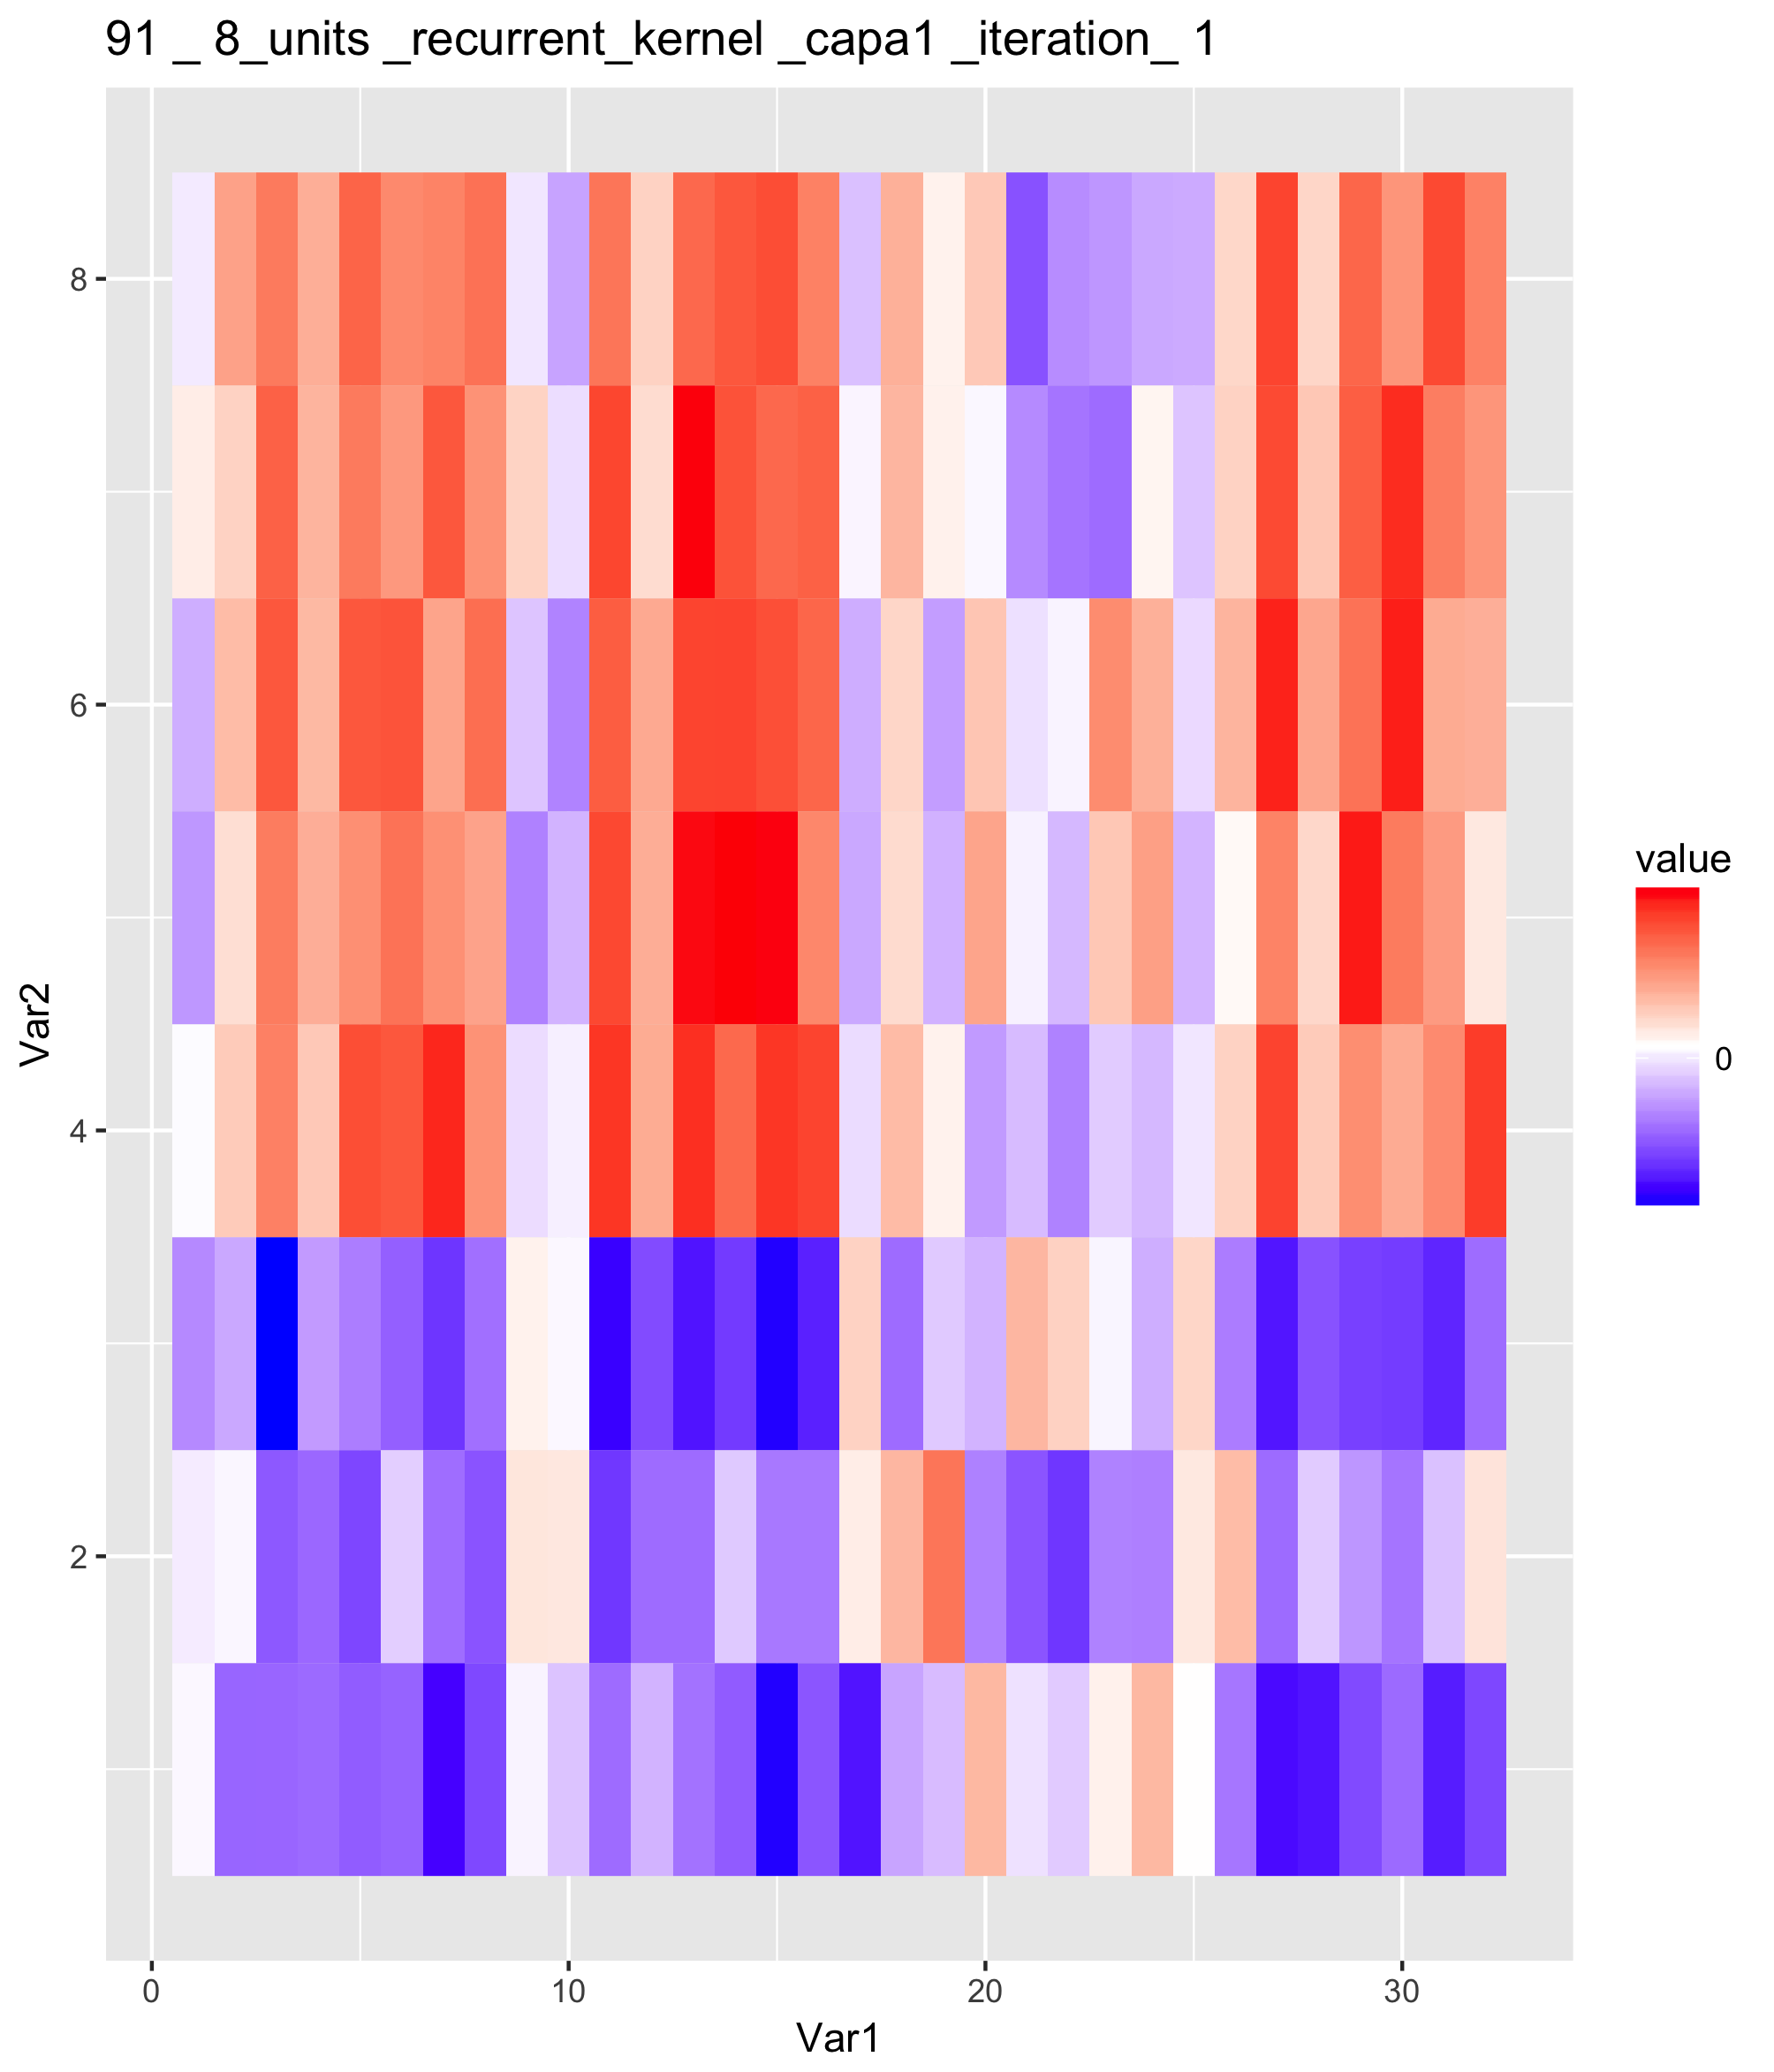 91 _ 8_units _recurrent_kernel _capa1 _iteration_ 1
8
6
4
2
Var2
0
10
20
30
Var1
value
0